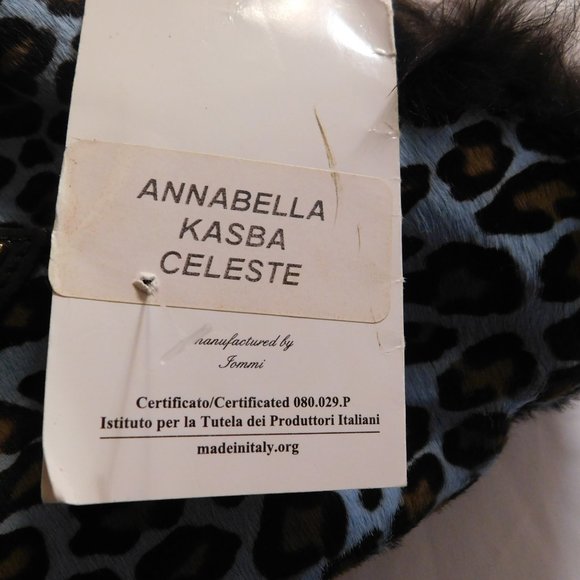 ANNABELLA
KASBA
CELESTE
manufactured by
Iommi
Certificato/Certificated 080.029.P
Istituto per la Tutela dei Produttori Italiani
madeinitaly.org